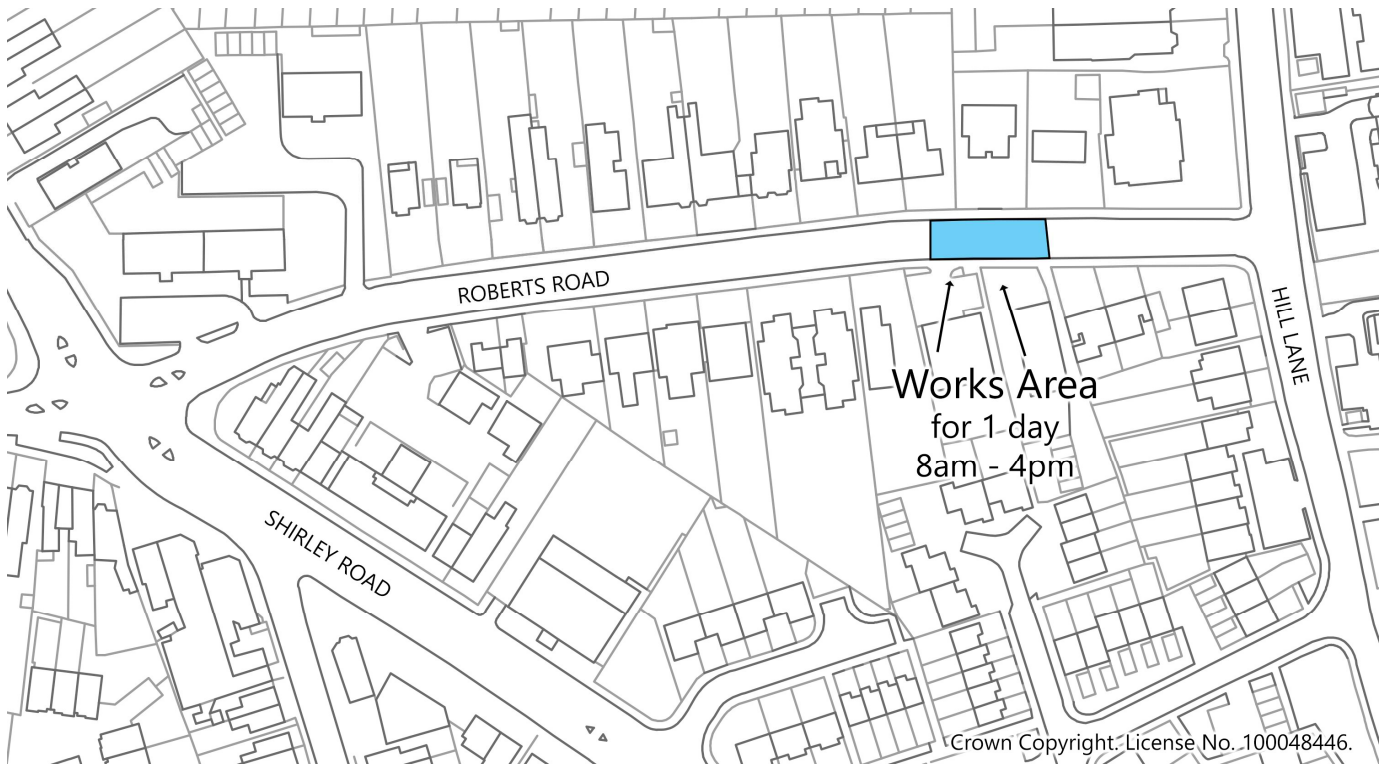 ROBERTS ROAD
HILL LANE
Works Area
for 1 day
8am - 4pm
SHIRLEY ROAD
Crown Copyright. License No. 100048446.